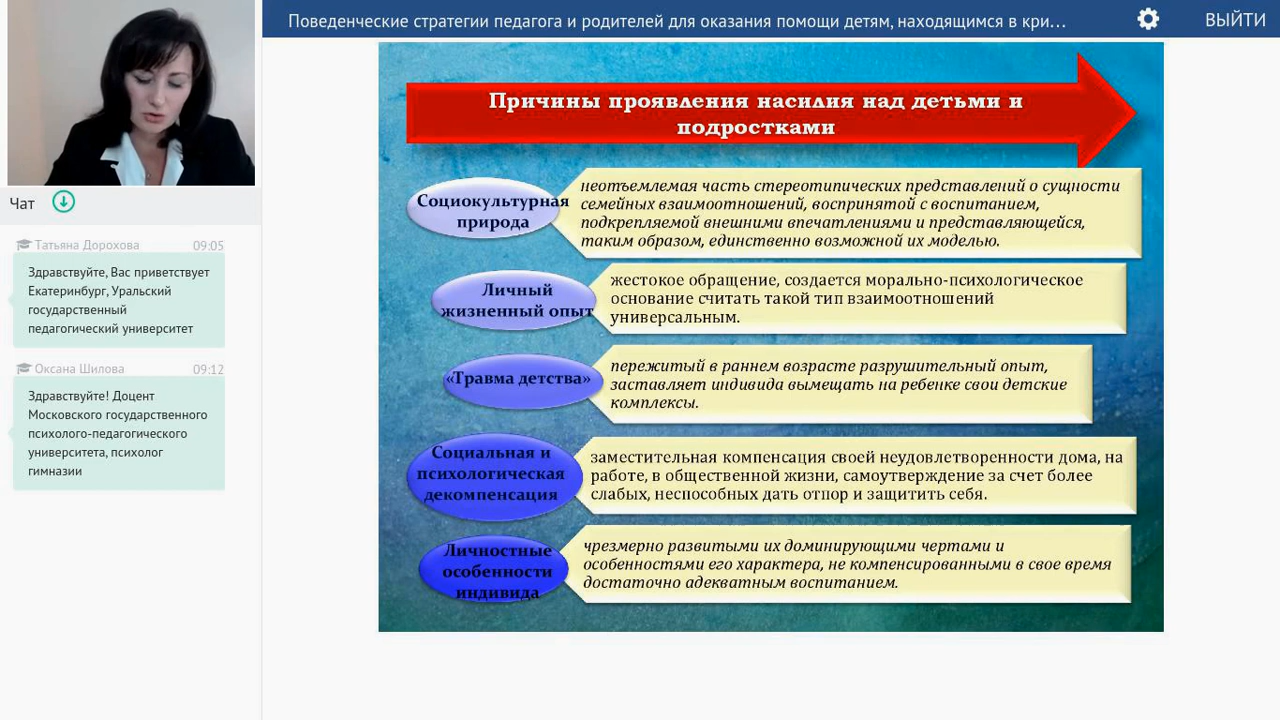 Поведенческие стратегии педагога и родителей для оказания помощи детям, находящимся в кри...
ВЫЙТИ
Чат
Татьяна Дорохова 09:05
Здравствуйте, Вас приветствует
Екатеринбург, Уральский
государственный
педагогический университет
Оксана Шилова 09:12
Здравствуйте! Доцент
Московского государственного
психолого-педагогического
университета, психолог
гимназии
Причины проявления насилия над детьми и
подростками
Социокультурная
природа
неотъемлемая часть стереотипических представлений о сущности
семейных взаимоотношений, воспринятой с воспитанием,
подкрепляемой внешними впечатлениями и представляющейся,
таким образом, единственно возможной их моделью.
Личный
жизненный опыт
жестокое обращение, создается морально-психологическое
основание считать такой тип взаимоотношений
универсальным.
«Травма детства»
пережитый в раннем возрасте разрушительный опыт,
заставляет индивида вымещать на ребенке свои детские
комплексы.
Социальная и
психологическая
декомпенсация
заместительная компенсация своей неудовлетворенности дома, на
работе, в общественной жизни, самоутверждение за счет более
слабых, неспособных дать отпор и защитить себя.
Личностные
особенности
индивида
чрезмерно развитыми их доминирующими чертами и
особенностями его характера, не компенсированными в свое время
достаточно адекватным воспитанием.